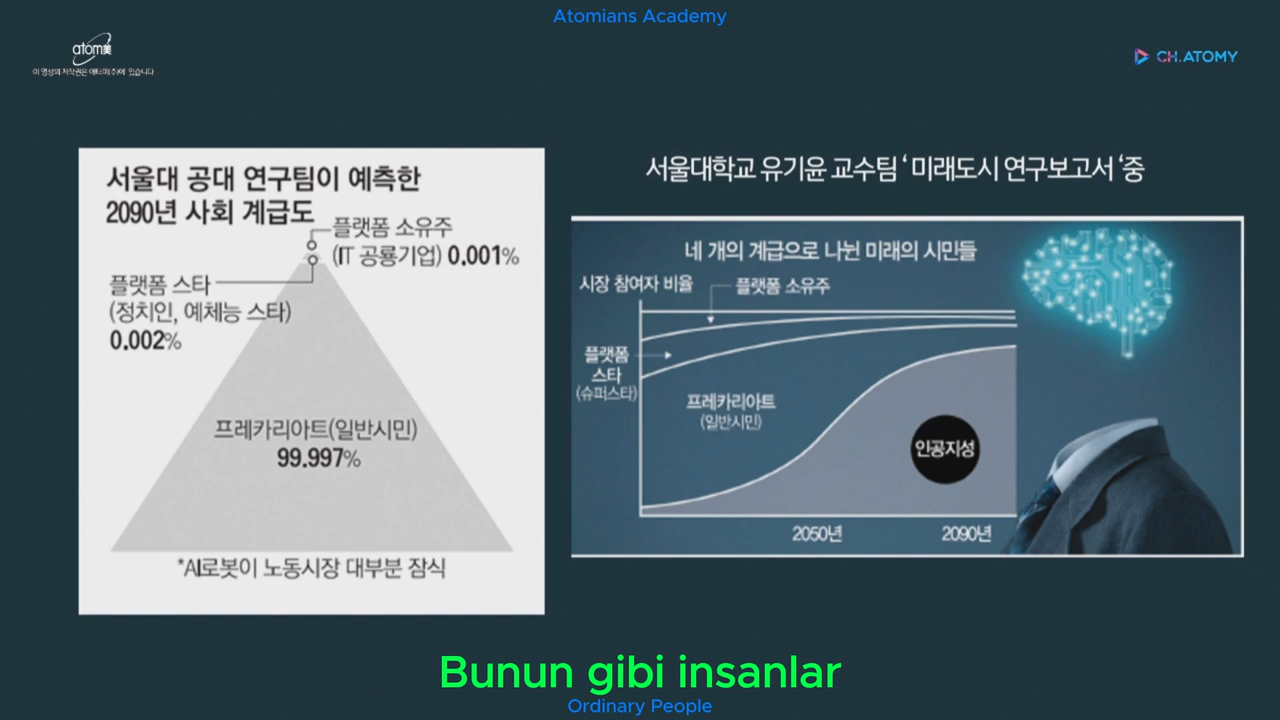 Atomians Academy
atom美
이 영상의 저작권은 애터미(주)에 있습니다
CH.ATOMY
서울대 공대 연구팀이 예측한
2090년 사회 계급도
플랫폼 소유주
(IT 공룡기업) 0.001%
플랫폼 스타
(정치인, 예체능 스타)
0.002%
프레카리아트(일반시민)
99.997%
*AI로봇이 노동시장 대부분 잠식
서울대학교 유기윤 교수팀 ‘ 미래도시 연구보고서 ‘중
네 개의 계급으로 나뉜 미래의 시민들
시장 참여자 비율
플랫폼 소유주
플랫폼
스타
(슈퍼스타)
프레카리아트
(일반시민)
인공지성
2050년
2090년
Bunun gibi insanlar
Ordinary People